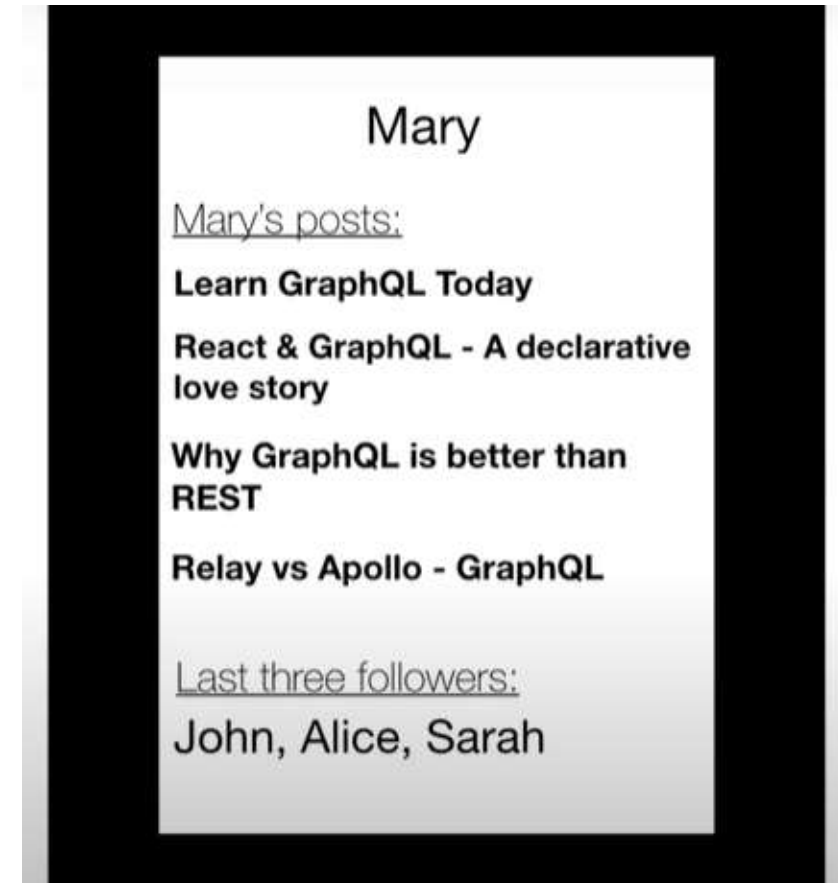 Mary
Mary's posts:
Learn GraphQL Today
React & GraphQL - A declarative
love story
Why GraphQL is better than
REST
Relay vs Apollo - GraphQL
Last three followers:
John, Alice, Sarah